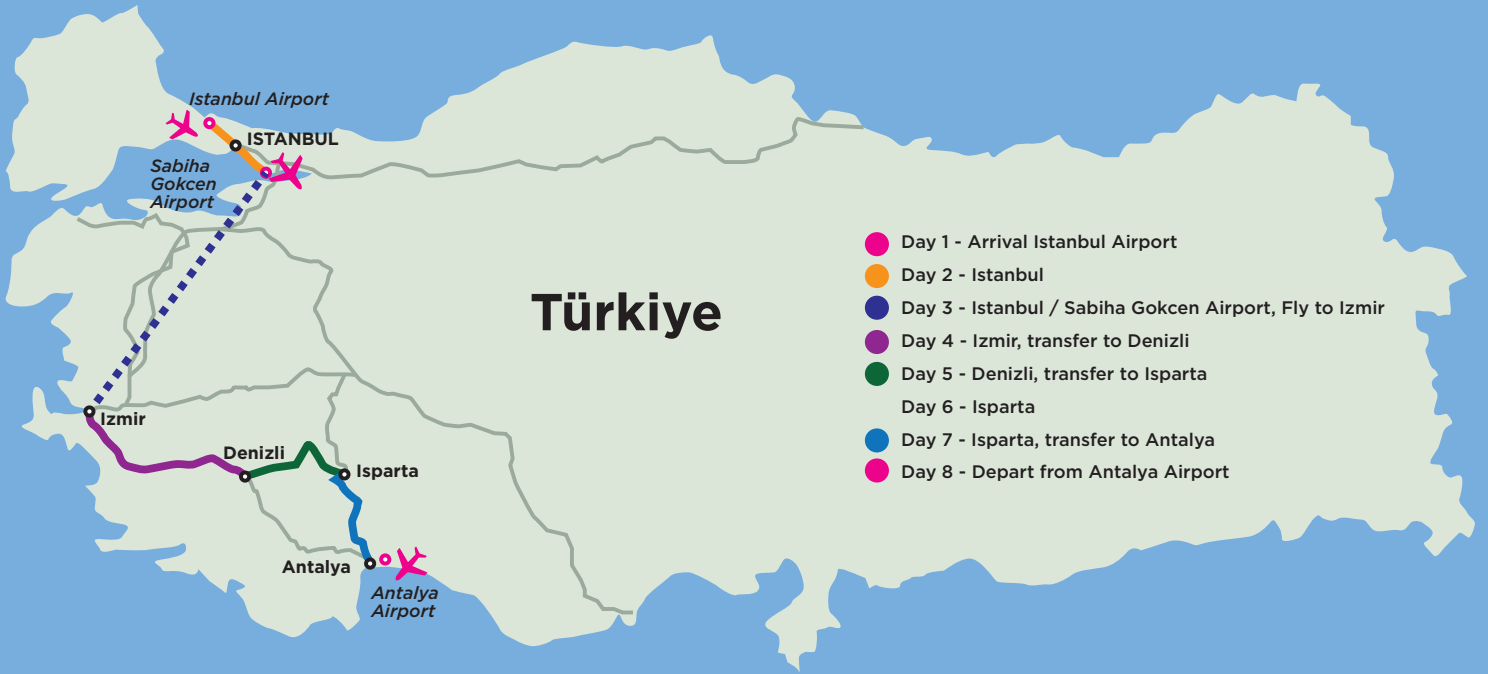 Istanbul Airport
ISTANBUL
Sabiha
Gokcen
Airport
Türkiye
Day 1 - Arrival Istanbul Airport
Day 2 - Istanbul
Day 3 - Istanbul / Sabiha Gokcen Airport, Fly to Izmir
Day 4 - Izmir, transfer to Denizli
Day 5 - Denizli, transfer to Isparta
Day 6 - Isparta
Day 7 - Isparta, transfer to Antalya
Day 8 - Depart from Antalya Airport
Izmir
Denizli
Isparta
Antalya
Antalya
Airport